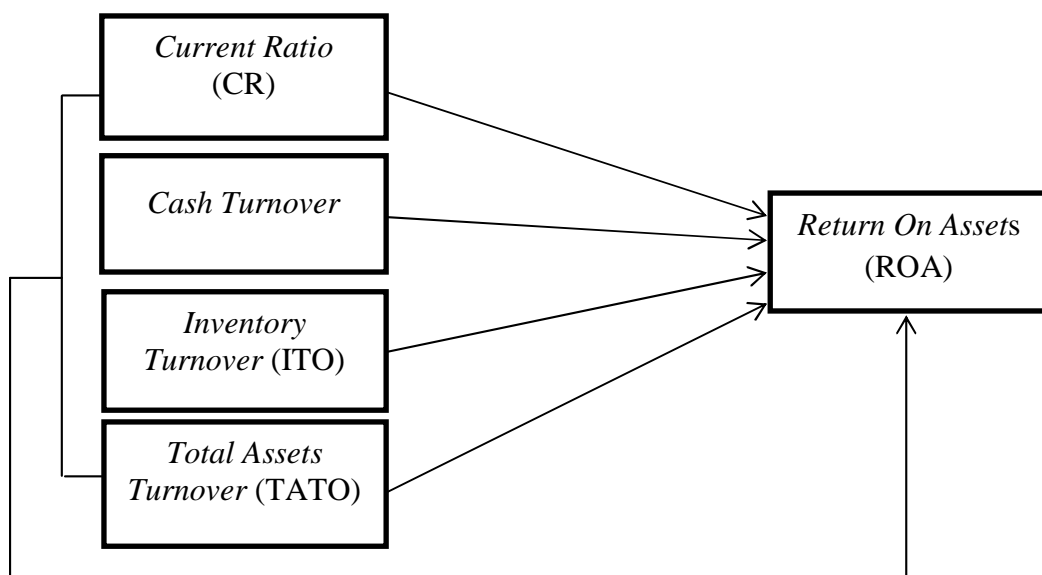 Current Ratio
(CR)
Cash Turnover
Inventory
Turnover (ITO)
Total Assets
Turnover (TATO)
Return On Assets
(ROA)